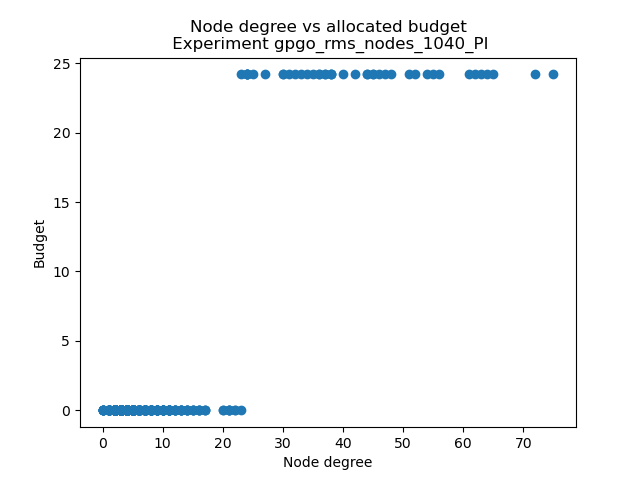 Node degree vs allocated budget
Experiment gpgo_rms_nodes_1040_PI
25
20
15
10
5
0
Budget
0 10 20 30 40 50 60 70
Node degree